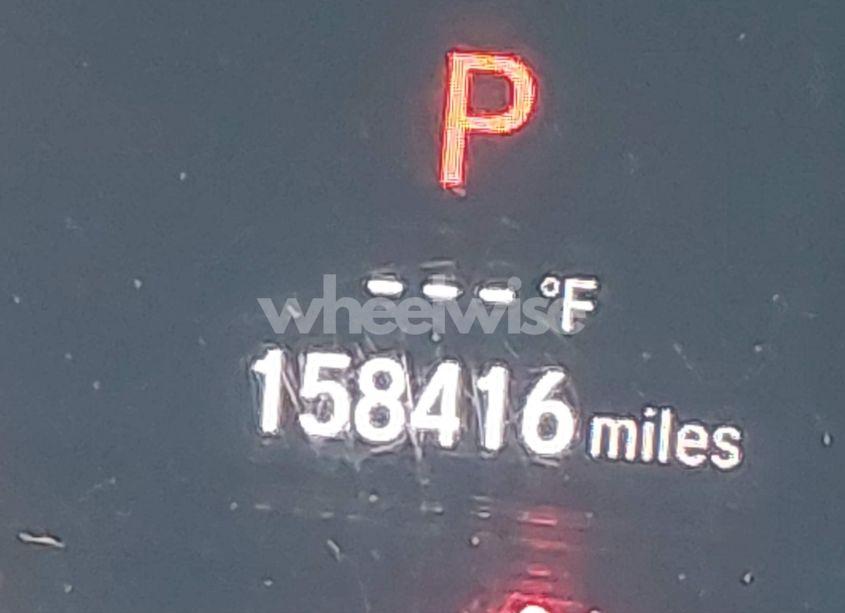 P
--- °F
wheelwise
158416 miles